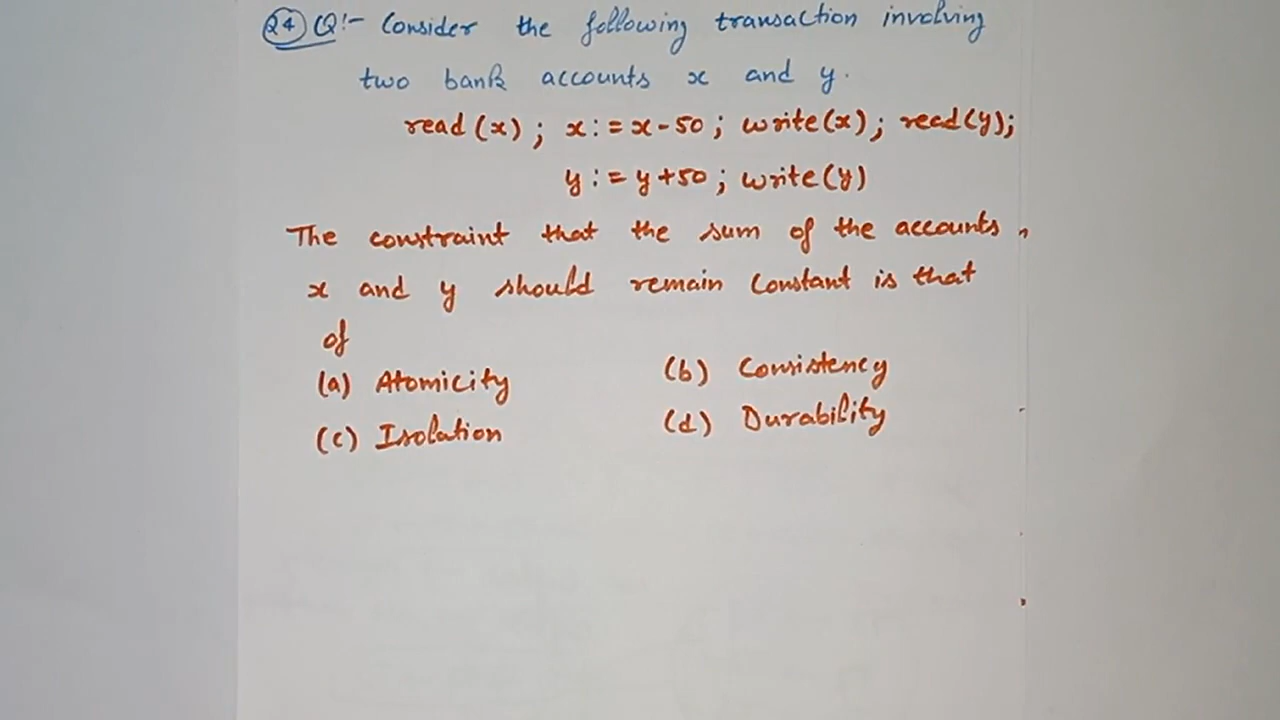 24 Q:- Consider the following transaction involving
two bank accounts x and y.
read(x); x:=x-50; write(x); read(y);
y:=y+50; write(y)
The constraint that the sum of the accounts
x and y should remain constant is that
of
(a) Atomicity (b) Consistency
(c) Isolation (d) Durability